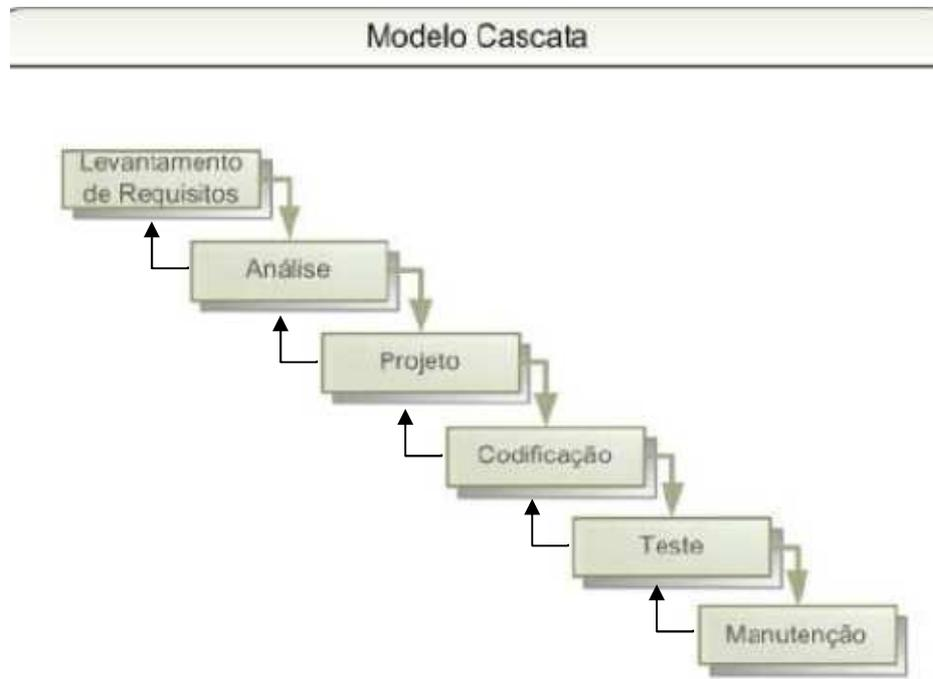 Modelo Cascata
Levantamento
de Requisitos
Análise
Projeto
Codificação
Teste
Manutenção